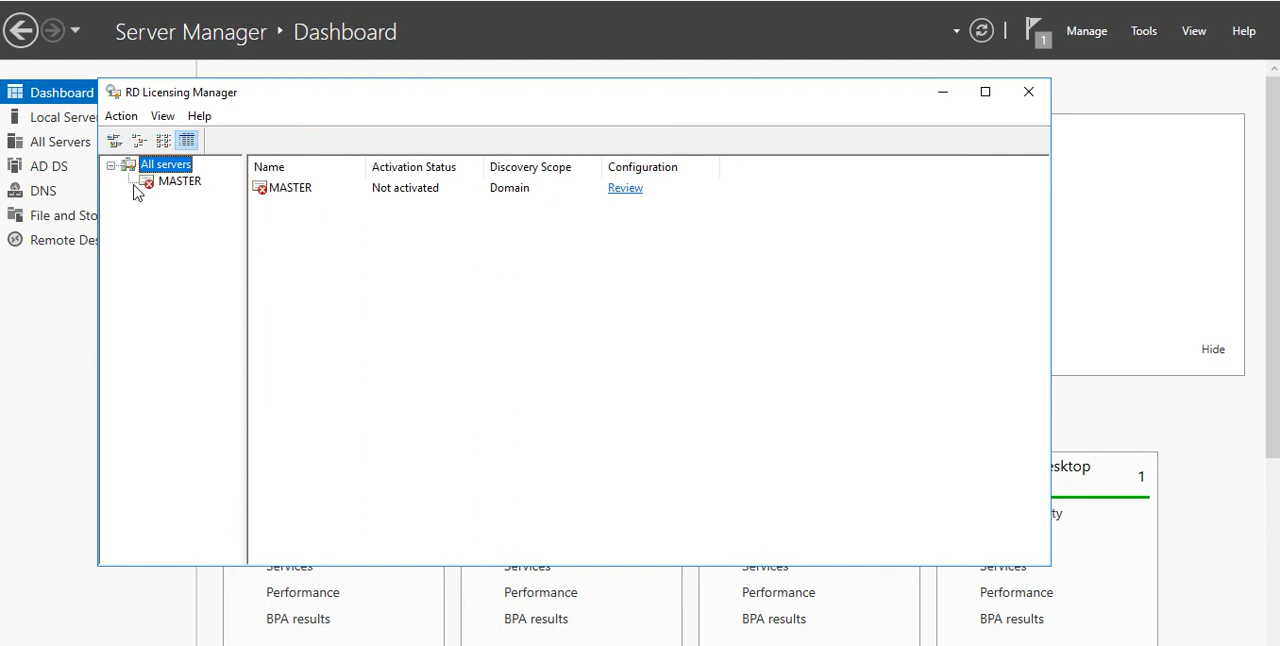 Server Manager ‣ Dashboard
1
Manage Tools View Help
Dashboard
Local Serve
All Servers
AD DS
DNS
File and Sto
Remote Des
RD Licensing Manager
Action View Help
All servers
MASTER
Name Activation Status Discovery Scope Configuration
MASTER Not activated Domain Review
Hide
esktop 1
ty
Services Services Services Services
Performance Performance Performance Performance
BPA results BPA results BPA results BPA results